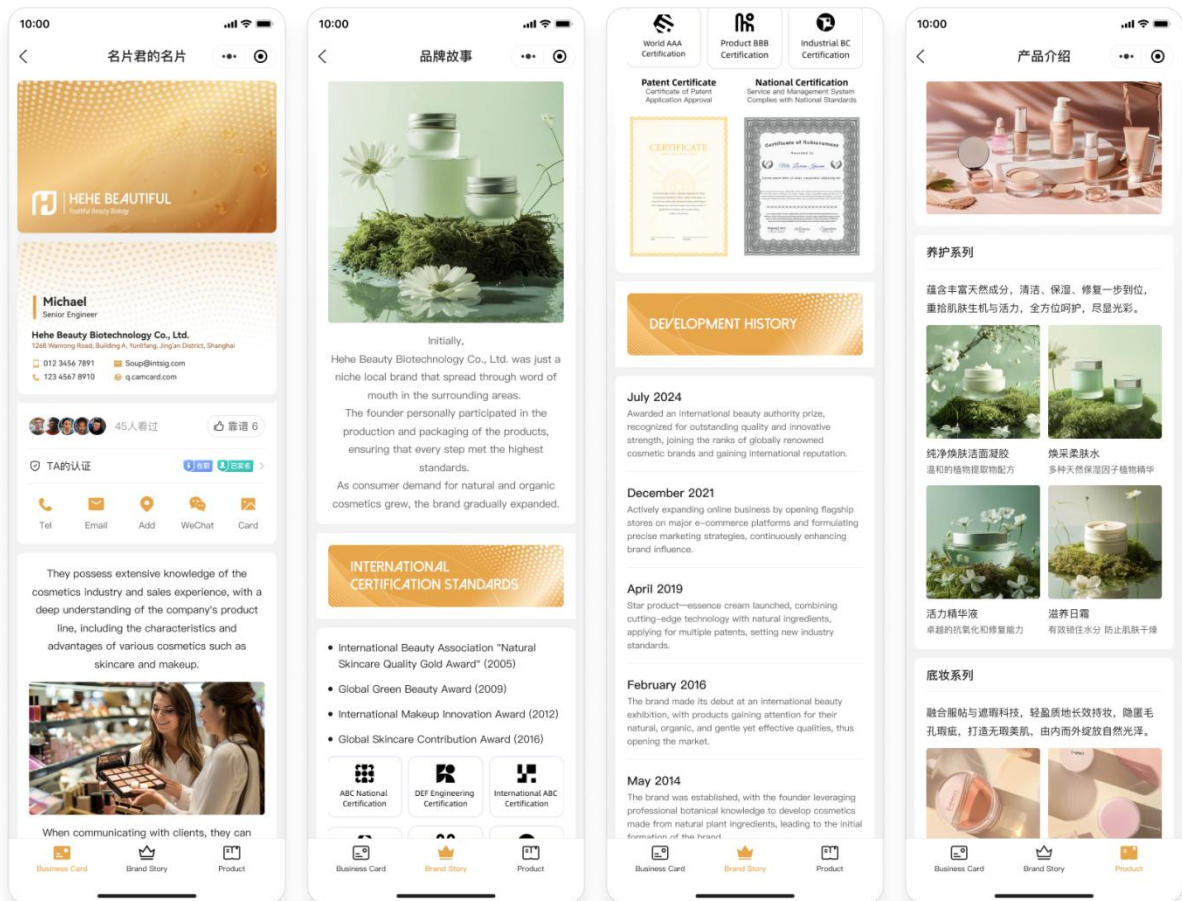 10:00
名片君的名片
HEHE BEAUTIFUL
Youthful Beauty Biology
Michael
Senior Engineer
Hehe Beauty Biotechnology Co., Ltd.
1268 Wanrong Road, Building A, Yunlifang, Jing'an District, Shanghai
012 3456 7891
Soup@intsig.com
123 4567 8910
q.camcard.com
45人看过
靠谱 6
TA的认证
在职
已实名
Tel
Email
Add
WeChat
Card
They possess extensive knowledge of the
cosmetics industry and sales experience, with a
deep understanding of the company's product
line, including the characteristics and
advantages of various cosmetics such as
skincare and makeup.
When communicating with clients, they can
Business Card
Brand Story
Product
10:00
品牌故事
Initially,
Hehe Beauty Biotechnology Co., Ltd. was just a
niche local brand that spread through word of
mouth in the surrounding areas.
The founder personally participated in the
production and packaging of the products,
ensuring that every step met the highest
standards.
As consumer demand for natural and organic
cosmetics grew, the brand gradually expanded.
INTERNATIONAL
CERTIFICATION STANDARDS
International Beauty Association "Natural
Skincare Quality Gold Award" (2005)
Global Green Beauty Award (2009)
International Makeup Innovation Award (2012)
Global Skincare Contribution Award (2016)
ABC National
Certification
DEF Engineering
Certification
International ABC
Certification
Business Card
Brand Story
Product
World AAA
Certification
Product BBB
Certification
Industrial BC
Certification
Patent Certificate
Certificate of Patent
Application Approval
National Certification
Service and Management System
Complies with National Standards
CERTIFICATE
Certificate of Achievement
DEVELOPMENT HISTORY
July 2024
Awarded an international beauty authority prize,
recognized for outstanding quality and innovative
strength, joining the ranks of globally renowned
cosmetic brands and gaining international reputation.
December 2021
Actively expanding online business by opening flagship
stores on major e-commerce platforms and formulating
precise marketing strategies, continuously enhancing
brand influence.
April 2019
Star product—essence cream launched, combining
cutting-edge technology with natural ingredients,
applying for multiple patents, setting new industry
standards.
February 2016
The brand made its debut at an international beauty
exhibition, with products gaining attention for their
natural, organic, and gentle yet effective qualities, thus
opening the market.
May 2014
The brand was established, with the founder leveraging
professional botanical knowledge to develop cosmetics
made from natural plant ingredients, leading to the initial
formation of the brand.
Business Card
Brand Story
Product
10:00
产品介绍
养护系列
蕴含丰富天然成分，清洁、保湿、修复一步到位，
重拾肌肤生机与活力，全方位呵护，尽显光彩。
纯净焕肤洁面凝胶
温和的植物提取物配方
焕采柔肤水
多种天然保湿因子植物精华
活力精华液
卓越的抗氧化和修复能力
滋养日霜
有效锁住水分 防止肌肤干燥
底妆系列
融合服帖与遮瑕科技，轻盈质地长效持妆，隐匿毛
孔瑕疵，打造无瑕美肌，由内而外绽放自然光泽。
Business Card
Brand Story
Product